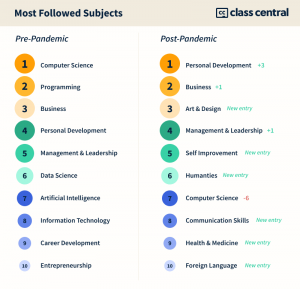 Most Followed Subjects
cc class central
Pre-Pandemic
1 Computer Science
2 Programming
3 Business
4 Personal Development
5 Management & Leadership
6 Data Science
7 Artificial Intelligence
8 Information Technology
9 Career Development
10 Entrepreneurship
Post-Pandemic
1 Personal Development +3
2 Business +1
3 Art & Design New entry
4 Management & Leadership +1
5 Self Improvement New entry
6 Humanities New entry
7 Computer Science -6
8 Communication Skills New entry
9 Health & Medicine New entry
10 Foreign Language New entry